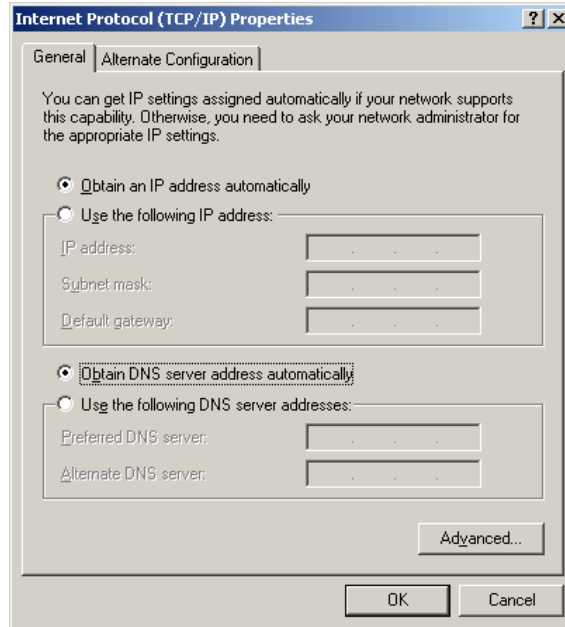 Internet Protocol (TCP/IP) Properties
General
Alternate Configuration
You can get IP settings assigned automatically if your network supports
this capability. Otherwise, you need to ask your network administrator for
the appropriate IP settings.
Obtain an IP address automatically
Use the following IP address:
IP address:
Subnet mask:
Default gateway:
Obtain DNS server address automatically
Use the following DNS server addresses:
Preferred DNS server:
Alternate DNS server:
Advanced...
OK
Cancel